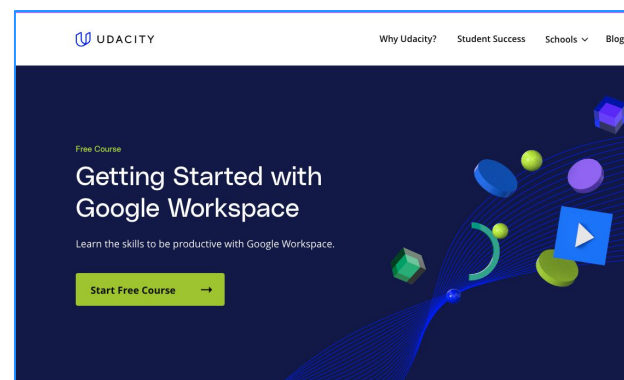 UDACITY
Why Udacity? Student Success Schools Blog
Free Course
Getting Started with
Google Workspace
Learn the skills to be productive with Google Workspace.
Start Free Course →